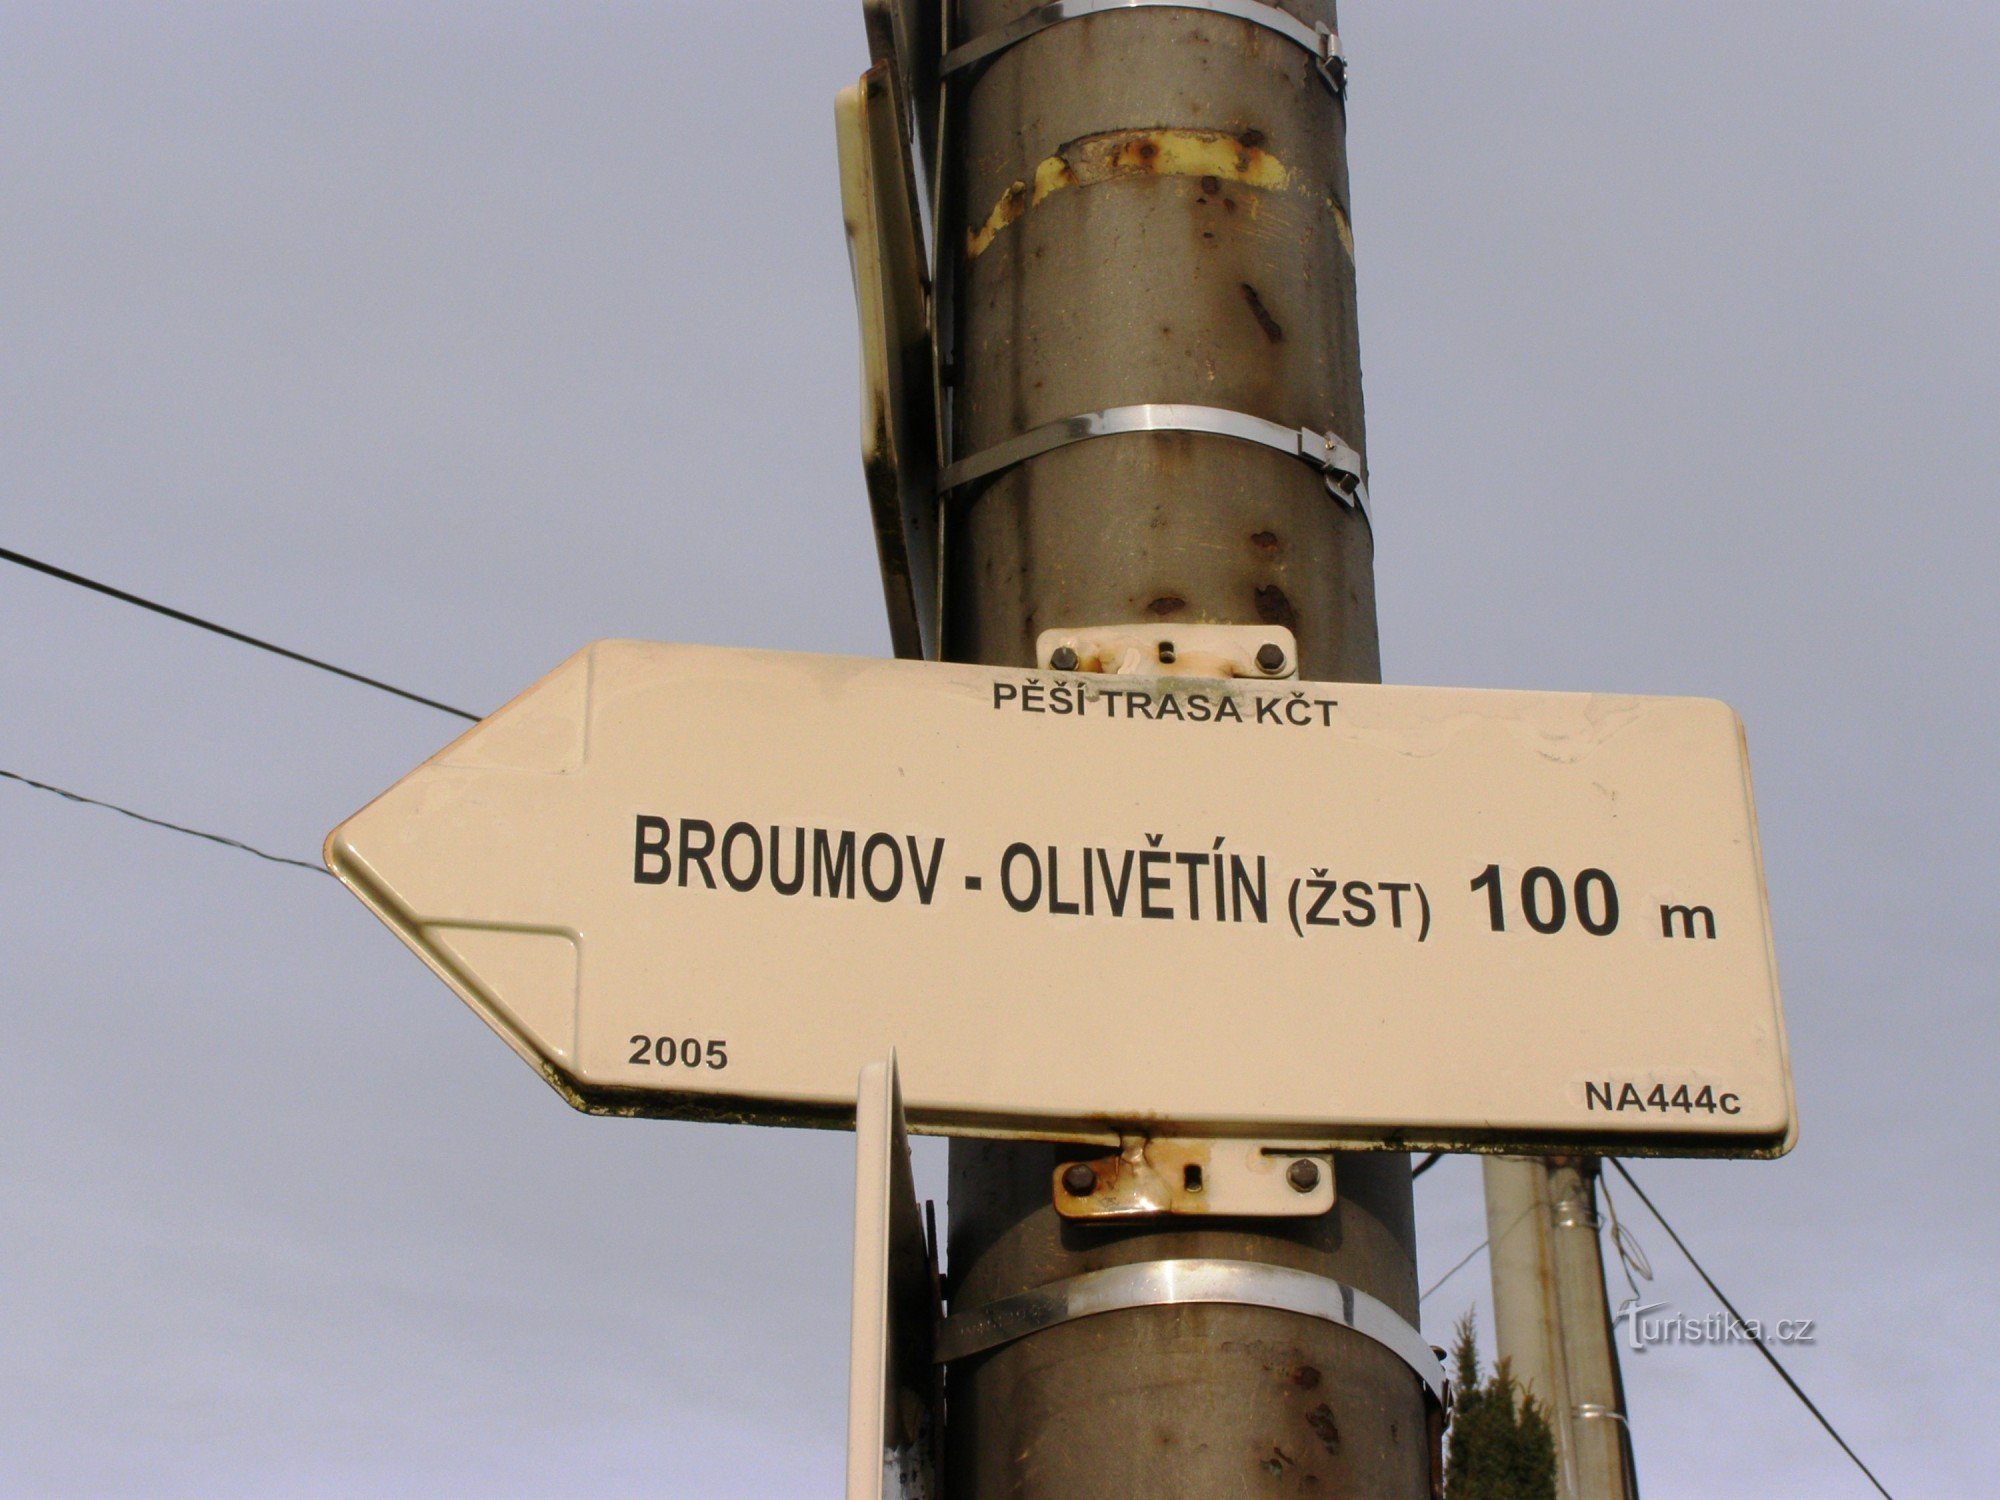 PĚŠÍ TRASA KČT
BROUMOV - OLIVĚTÍN (ŽST) 100 m
2005
NA444c
Turistika.cz